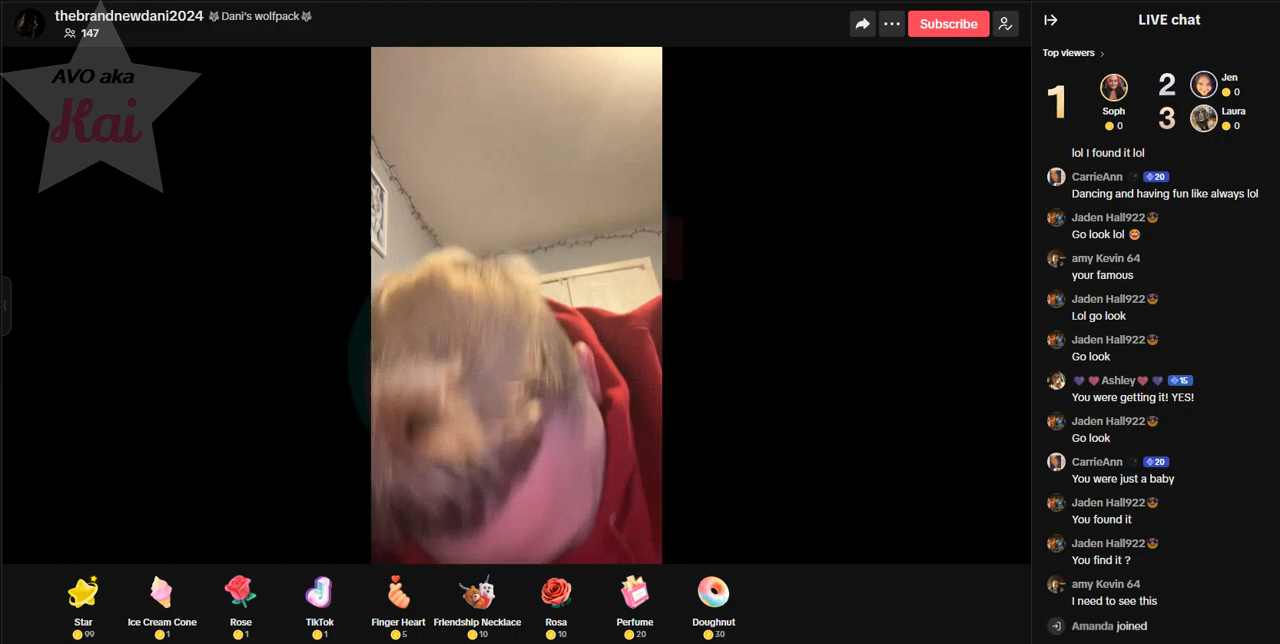 thebrandnewdani2024 🐺Dani's wolfpack🐺
147
Subscribe
AVO aka
Kai
LIVE chat
Top viewers
1
Soph
0
2
Jen
0
3
Laura
0
lol I found it lol
CarrieAnn 20
Dancing and having fun like always lol
Jaden Hall922
Go look lol 😂
amy Kevin 64
your famous
Jaden Hall922
Lol go look
Jaden Hall922
Go look
💜❤️Ashley❤️💜 15
You were getting it! YES!
Jaden Hall922
Go look
CarrieAnn 20
You were just a baby
Jaden Hall922
You found it
Jaden Hall922
You find it ?
amy Kevin 64
I need to see this
Amanda joined
Star
99
Ice Cream Cone
1
Rose
1
TikTok
1
Finger Heart
5
Friendship Necklace
10
Rosa
10
Perfume
20
Doughnut
30